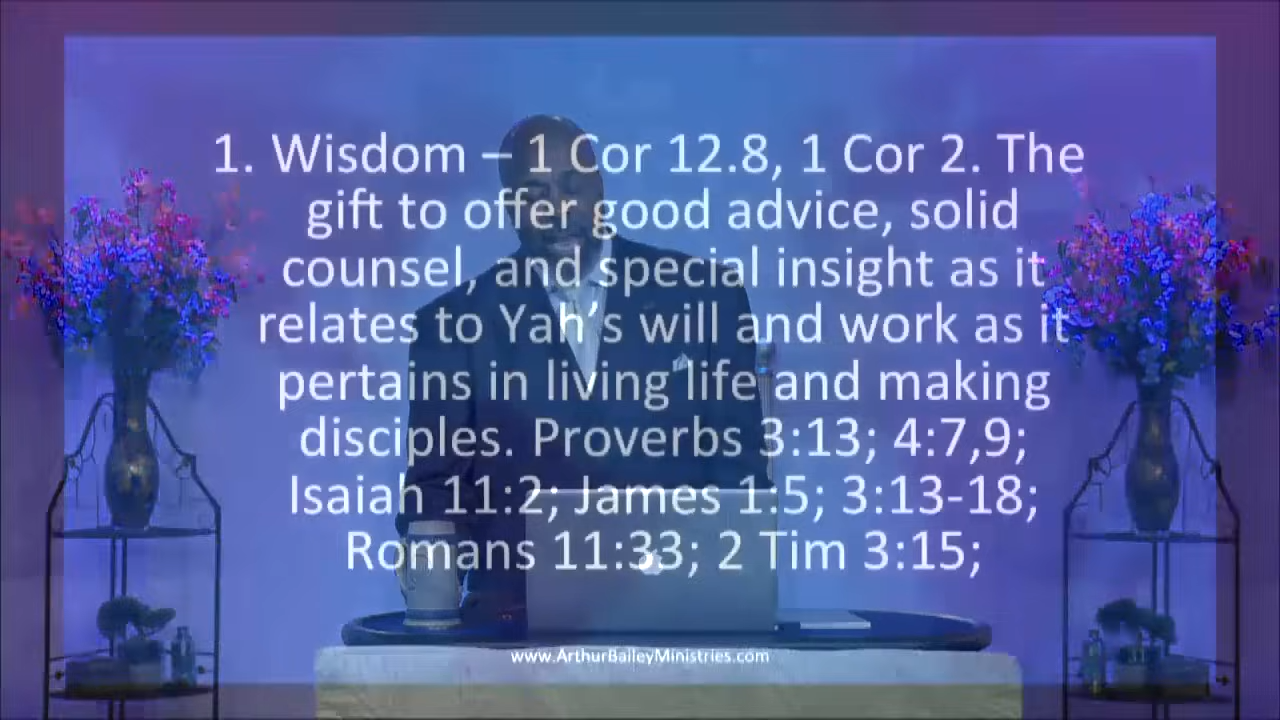 1. Wisdom – 1 Cor 12.8, 1 Cor 2. The
gift to offer good advice, solid
counsel, and special insight as it
relates to Yah’s will and work as it
pertains in living life and making
disciples. Proverbs 3:13; 4:7,9;
Isaiah 11:2; James 1:5; 3:13-18;
Romans 11:33; 2 Tim 3:15;
www.ArthurBaileyMinistries.com